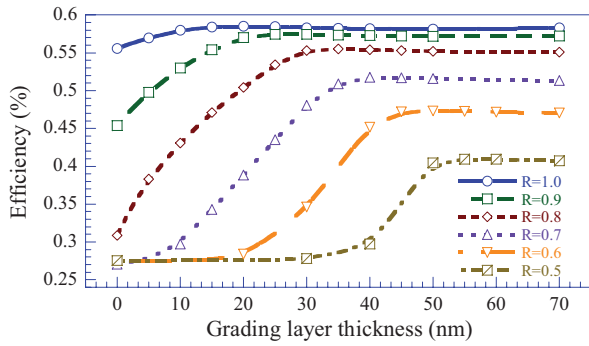 0.6
0.55
0.5
0.45
0.4
0.35
0.3
0.25
Efficiency (%)
R=1.0
R=0.9
R=0.8
R=0.7
R=0.6
R=0.5
0 10 20 30 40 50 60 70
Grading layer thickness (nm)